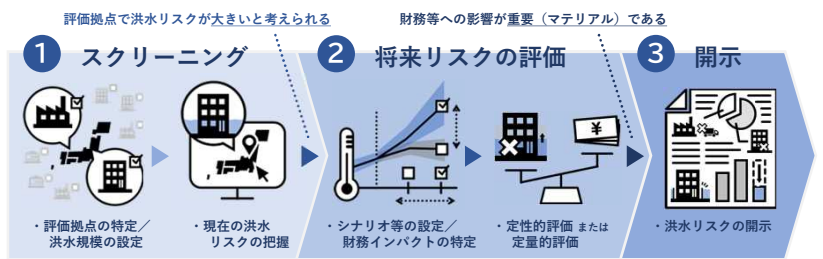 評価拠点で洪水リスクが大きいと考えられる
財務等への影響が重要（マテリアル）である
1 スクリーニング
2 将来リスクの評価
3 開示
¥
・評価拠点の特定／
洪水規模の設定
・現在の洪水
リスクの把握
・シナリオ等の設定／
財務インパクトの特定
・定性的評価 または
定量的評価
・洪水リスクの開示